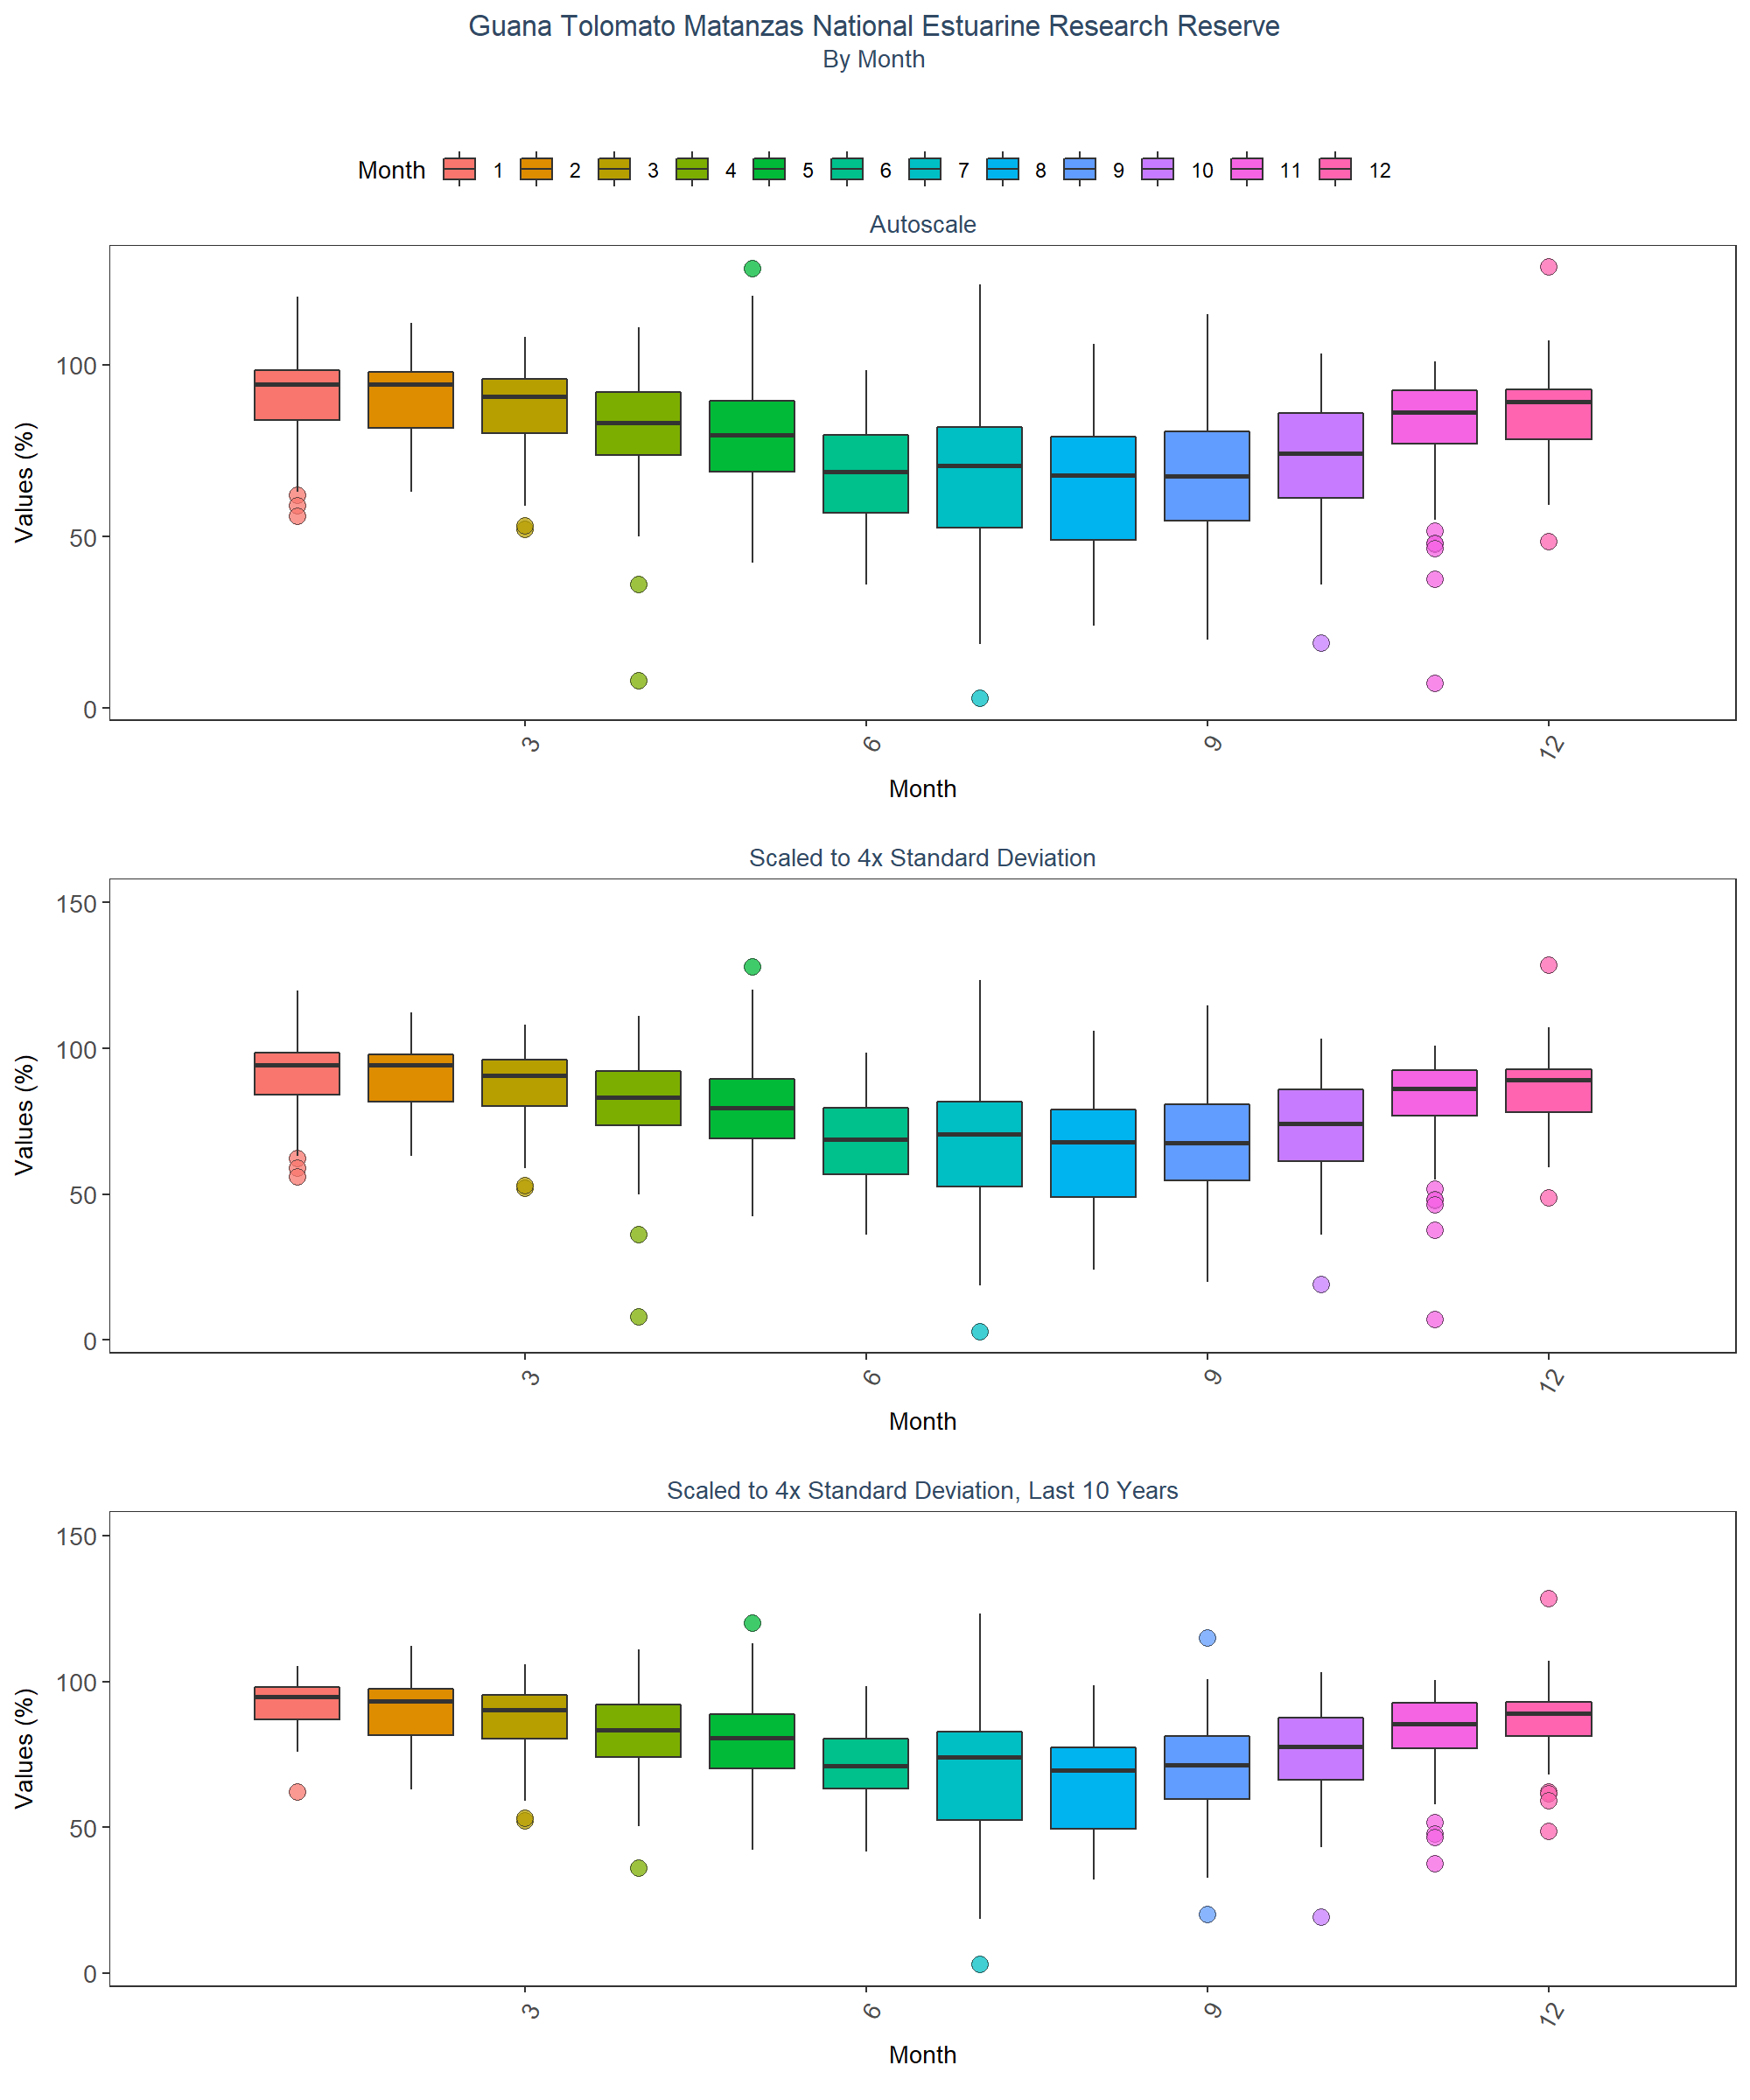 Guana Tolomato Matanzas National Estuarine Research Reserve
By Month
Month 1 2 3 4 5 6 7 8 9 10 11 12
Autoscale
Values (%)
100
50
0
3 6 9 12
Month
Scaled to 4x Standard Deviation
Values (%)
150
100
50
0
3 6 9 12
Month
Scaled to 4x Standard Deviation, Last 10 Years
Values (%)
150
100
50
0
3 6 9 12
Month